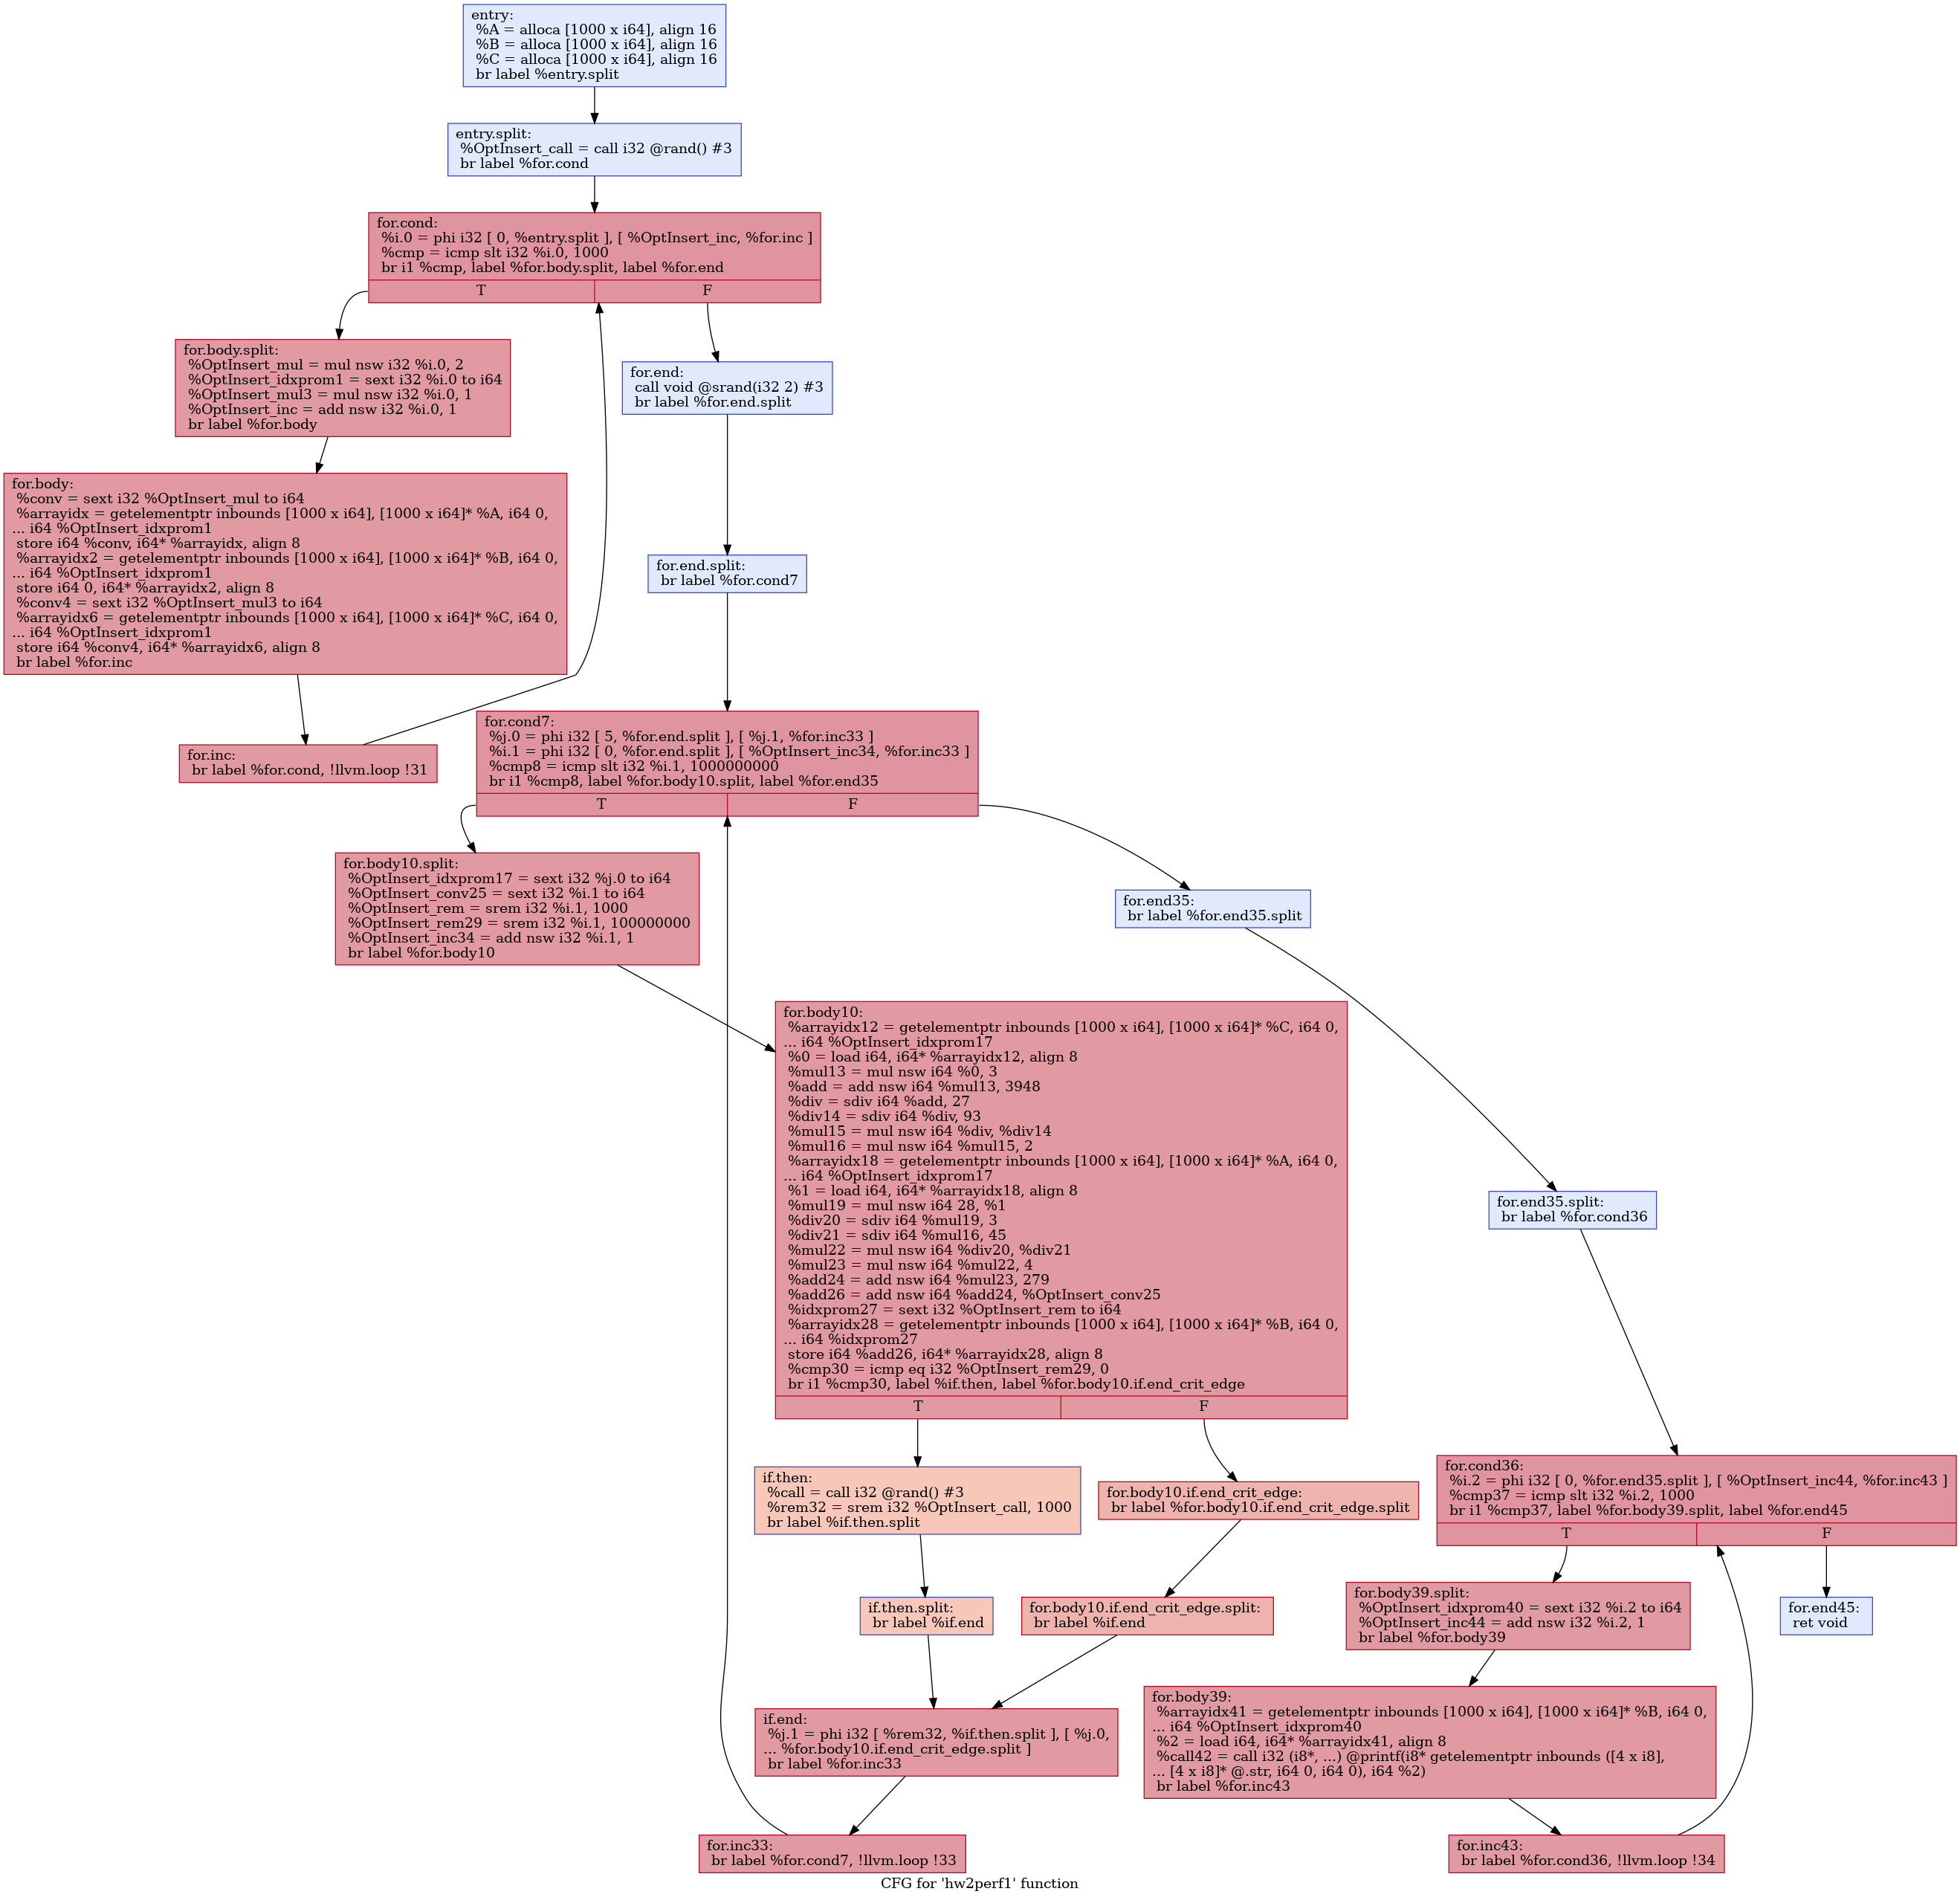 entry:
%A = alloca [1000 x i64], align 16
%B = alloca [1000 x i64], align 16
%C = alloca [1000 x i64], align 16
br label %entry.split
entry.split:
%OptInsert_call = call i32 @rand() #3
br label %for.cond
for.cond:
%i.0 = phi i32 [ 0, %entry.split ], [ %OptInsert_inc, %for.inc ]
%cmp = icmp slt i32 %i.0, 1000
br i1 %cmp, label %for.body.split, label %for.end
T
F
for.body.split:
%OptInsert_mul = mul nsw i32 %i.0, 2
%OptInsert_idxprom1 = sext i32 %i.0 to i64
%OptInsert_mul3 = mul nsw i32 %i.0, 1
%OptInsert_inc = add nsw i32 %i.0, 1
br label %for.body
for.end:
call void @srand(i32 2) #3
br label %for.end.split
for.body:
%conv = sext i32 %OptInsert_mul to i64
%arrayidx = getelementptr inbounds [1000 x i64], [1000 x i64]* %A, i64 0,
... i64 %OptInsert_idxprom1
store i64 %conv, i64* %arrayidx, align 8
%arrayidx2 = getelementptr inbounds [1000 x i64], [1000 x i64]* %B, i64 0,
... i64 %OptInsert_idxprom1
store i64 0, i64* %arrayidx2, align 8
%conv4 = sext i32 %OptInsert_mul3 to i64
%arrayidx6 = getelementptr inbounds [1000 x i64], [1000 x i64]* %C, i64 0,
... i64 %OptInsert_idxprom1
store i64 %conv4, i64* %arrayidx6, align 8
br label %for.inc
for.end.split:
br label %for.cond7
for.inc:
br label %for.cond, !llvm.loop !31
for.cond7:
%j.0 = phi i32 [ 5, %for.end.split ], [ %j.1, %for.inc33 ]
%i.1 = phi i32 [ 0, %for.end.split ], [ %OptInsert_inc34, %for.inc33 ]
%cmp8 = icmp slt i32 %i.1, 1000000000
br i1 %cmp8, label %for.body10.split, label %for.end35
T
F
for.body10.split:
%OptInsert_idxprom17 = sext i32 %j.0 to i64
%OptInsert_conv25 = sext i32 %i.1 to i64
%OptInsert_rem = srem i32 %i.1, 1000
%OptInsert_rem29 = srem i32 %i.1, 100000000
%OptInsert_inc34 = add nsw i32 %i.1, 1
br label %for.body10
for.end35:
br label %for.end35.split
for.body10:
%arrayidx12 = getelementptr inbounds [1000 x i64], [1000 x i64]* %C, i64 0,
... i64 %OptInsert_idxprom17
%0 = load i64, i64* %arrayidx12, align 8
%mul13 = mul nsw i64 %0, 3
%add = add nsw i64 %mul13, 3948
%div = sdiv i64 %add, 27
%div14 = sdiv i64 %div, 93
%mul15 = mul nsw i64 %div, %div14
%mul16 = mul nsw i64 %mul15, 2
%arrayidx18 = getelementptr inbounds [1000 x i64], [1000 x i64]* %A, i64 0,
... i64 %OptInsert_idxprom17
%1 = load i64, i64* %arrayidx18, align 8
%mul19 = mul nsw i64 28, %1
%div20 = sdiv i64 %mul19, 3
%div21 = sdiv i64 %mul16, 45
%mul22 = mul nsw i64 %div20, %div21
%mul23 = mul nsw i64 %mul22, 4
%add24 = add nsw i64 %mul23, 279
%add26 = add nsw i64 %add24, %OptInsert_conv25
%idxprom27 = sext i32 %OptInsert_rem to i64
%arrayidx28 = getelementptr inbounds [1000 x i64], [1000 x i64]* %B, i64 0,
... i64 %idxprom27
store i64 %add26, i64* %arrayidx28, align 8
%cmp30 = icmp eq i32 %OptInsert_rem29, 0
br i1 %cmp30, label %if.then, label %for.body10.if.end_crit_edge
T
F
for.end35.split:
br label %for.cond36
if.then:
%call = call i32 @rand() #3
%rem32 = srem i32 %OptInsert_call, 1000
br label %if.then.split
for.body10.if.end_crit_edge:
br label %for.body10.if.end_crit_edge.split
for.cond36:
%i.2 = phi i32 [ 0, %for.end35.split ], [ %OptInsert_inc44, %for.inc43 ]
%cmp37 = icmp slt i32 %i.2, 1000
br i1 %cmp37, label %for.body39.split, label %for.end45
T
F
if.then.split:
br label %if.end
for.body10.if.end_crit_edge.split:
br label %if.end
for.body39.split:
%OptInsert_idxprom40 = sext i32 %i.2 to i64
%OptInsert_inc44 = add nsw i32 %i.2, 1
br label %for.body39
for.end45:
ret void
if.end:
%j.1 = phi i32 [ %rem32, %if.then.split ], [ %j.0,
... %for.body10.if.end_crit_edge.split ]
br label %for.inc33
for.body39:
%arrayidx41 = getelementptr inbounds [1000 x i64], [1000 x i64]* %B, i64 0,
... i64 %OptInsert_idxprom40
%2 = load i64, i64* %arrayidx41, align 8
%call42 = call i32 (i8*, ...) @printf(i8* getelementptr inbounds ([4 x i8],
... [4 x i8]* @.str, i64 0, i64 0), i64 %2)
br label %for.inc43
for.inc33:
br label %for.cond7, !llvm.loop !33
for.inc43:
br label %for.cond36, !llvm.loop !34
CFG for 'hw2perf1' function